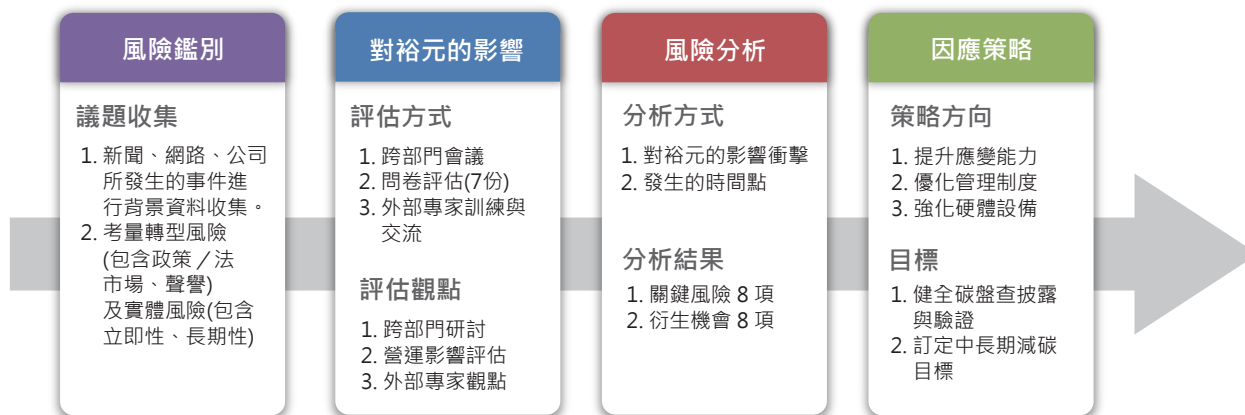 風險鑑別
議題收集
1. 新聞、網路、公司
所發生的事件進
行背景資料收集。
2. 考量轉型風險
(包含政策／法
市場、聲譽)
及實體風險(包含
立即性、長期性)
對裕元的影響
評估方式
1. 跨部門會議
2. 問卷評估(7份)
3. 外部專家訓練與
交流
評估觀點
1. 跨部門研討
2. 營運影響評估
3. 外部專家觀點
風險分析
分析方式
1. 對裕元的影響衝擊
2. 發生的時間點
分析結果
1. 關鍵風險 8 項
2. 衍生機會 8 項
因應策略
策略方向
1. 提升應變能力
2. 優化管理制度
3. 強化硬體設備
目標
1. 健全碳盤查披露
與驗證
2. 訂定中長期減碳
目標